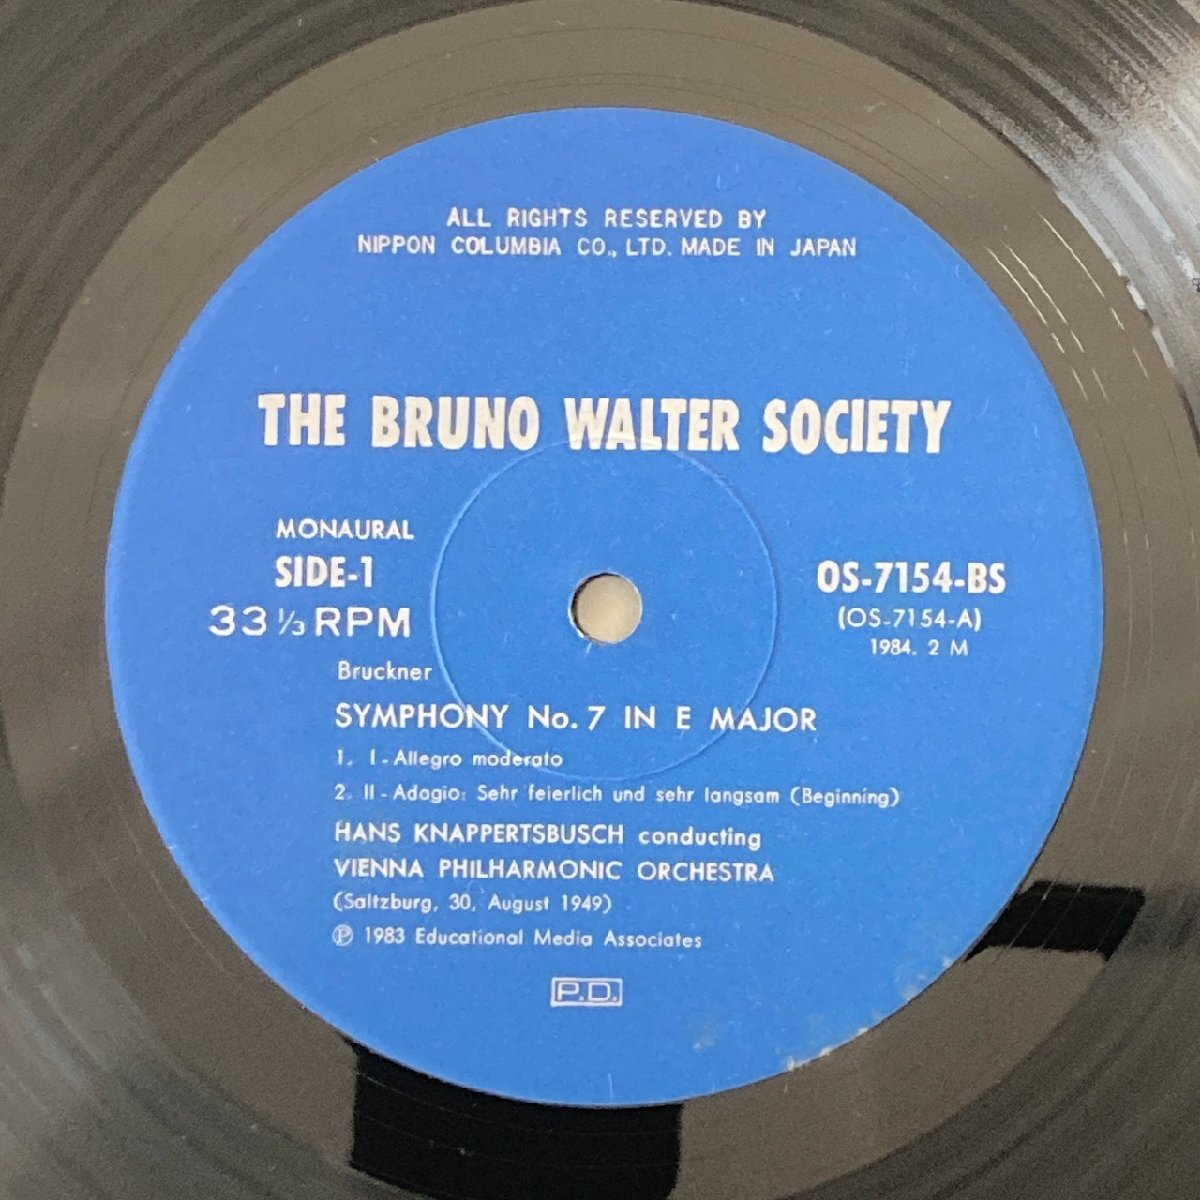 ALL RIGHTS RESERVED BY
NIPPON COLUMBIA CO., LTD. MADE IN JAPAN
THE BRUNO WALTER SOCIETY
MONAURAL
SIDE-1
33 ⅓ RPM
OS-7154-BS
(OS-7154-A)
1984. 2 M
Bruckner
SYMPHONY No. 7 IN E MAJOR
1. I - Allegro moderato
2. II - Adagio: Sehr feierlich und sehr langsam (Beginning)
HANS KNAPPERTSBUSCH conducting
VIENNA PHILHARMONIC ORCHESTRA
(Saltzburg, 30, August 1949)
℗ 1983 Educational Media Associates
P.D.